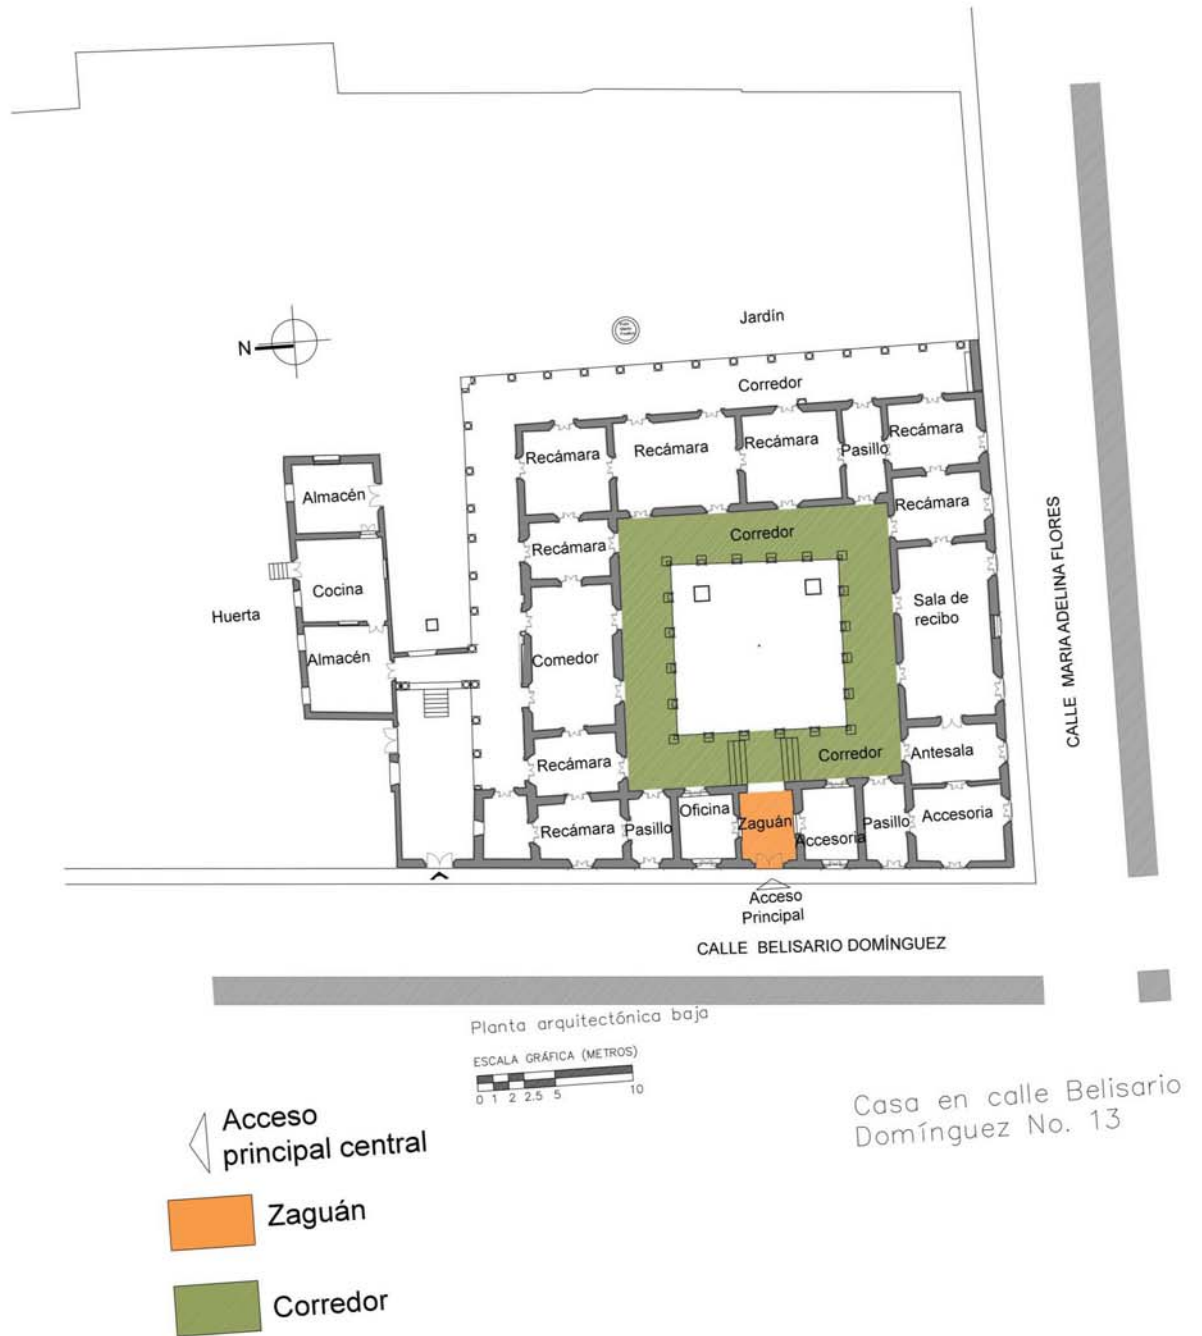 Jardín
N
Corredor
Recámara
Recámara
Recámara
Pasillo
Recámara
Almacén
Recámara
Corredor
Recámara
Cocina
Huerta
Sala de
recibo
Almacén
Comedor
CALLE MARIA ADELINA FLORES
Recámara
Corredor
Antesala
Recámara
Pasillo
Oficina
Zaguán
Accesoria
Pasillo
Accesoria
Acceso
Principal
CALLE BELISARIO DOMÍNGUEZ
Planta arquitectónica baja
ESCALA GRÁFICA (METROS)
0 1 2 2.5 5 10
Casa en calle Belisario
Domínguez No. 13
Acceso
principal central
Zaguán
Corredor